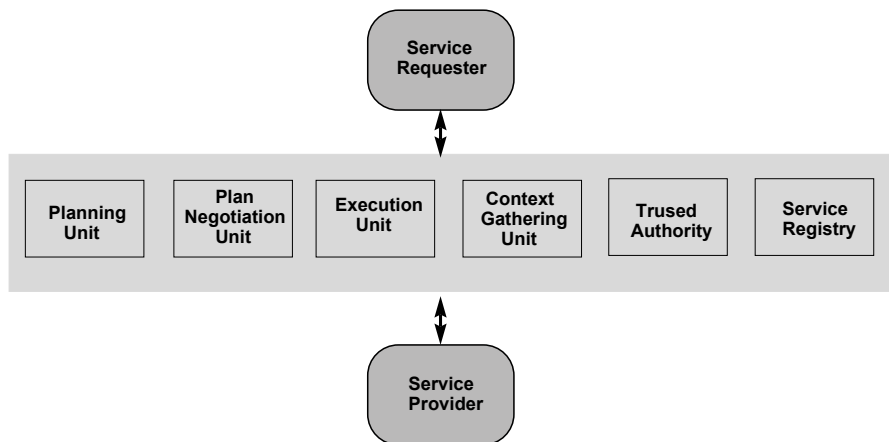 Service
Requester
Planning
Unit
Plan
Negotiation
Unit
Execution
Unit
Context
Gathering
Unit
Trused
Authority
Service
Registry
Service
Provider